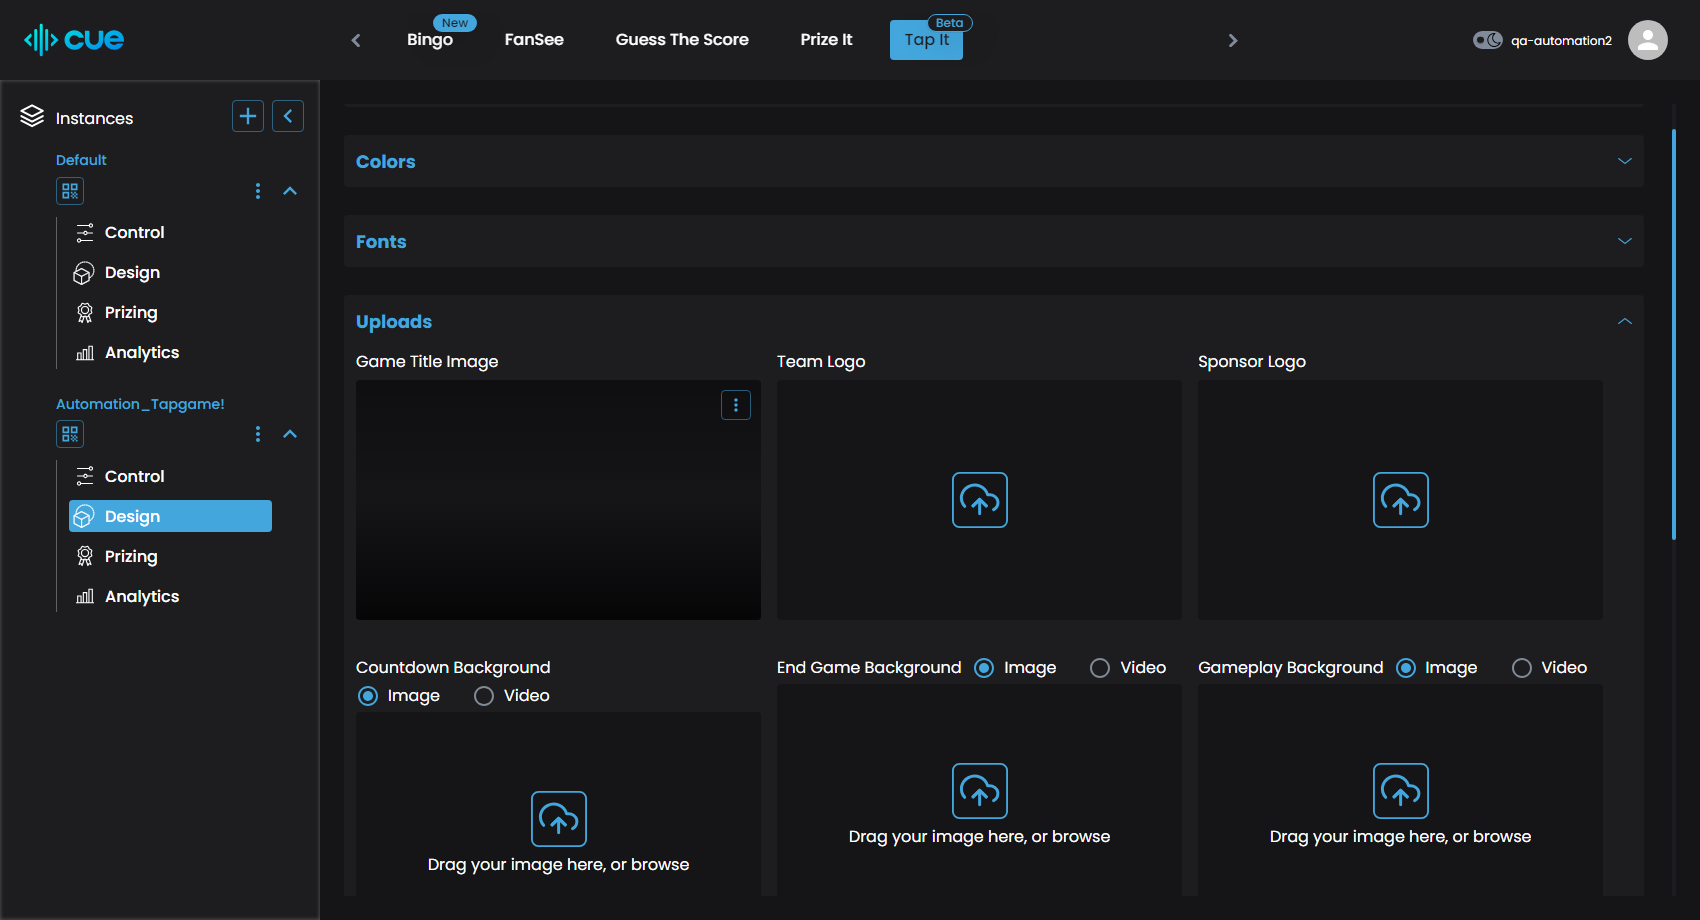 cue
Bingo
New
FanSee
Guess The Score
Prize It
Tap It
Beta
qa-automation2
Instances
Default
Control
Design
Prizing
Analytics
Automation_Tapgame!
Control
Design
Prizing
Analytics
Colors
Fonts
Uploads
Game Title Image
Team Logo
Sponsor Logo
Countdown Background
Image Video
Drag your image here, or browse
End Game Background Image Video
Drag your image here, or browse
Gameplay Background Image Video
Drag your image here, or browse